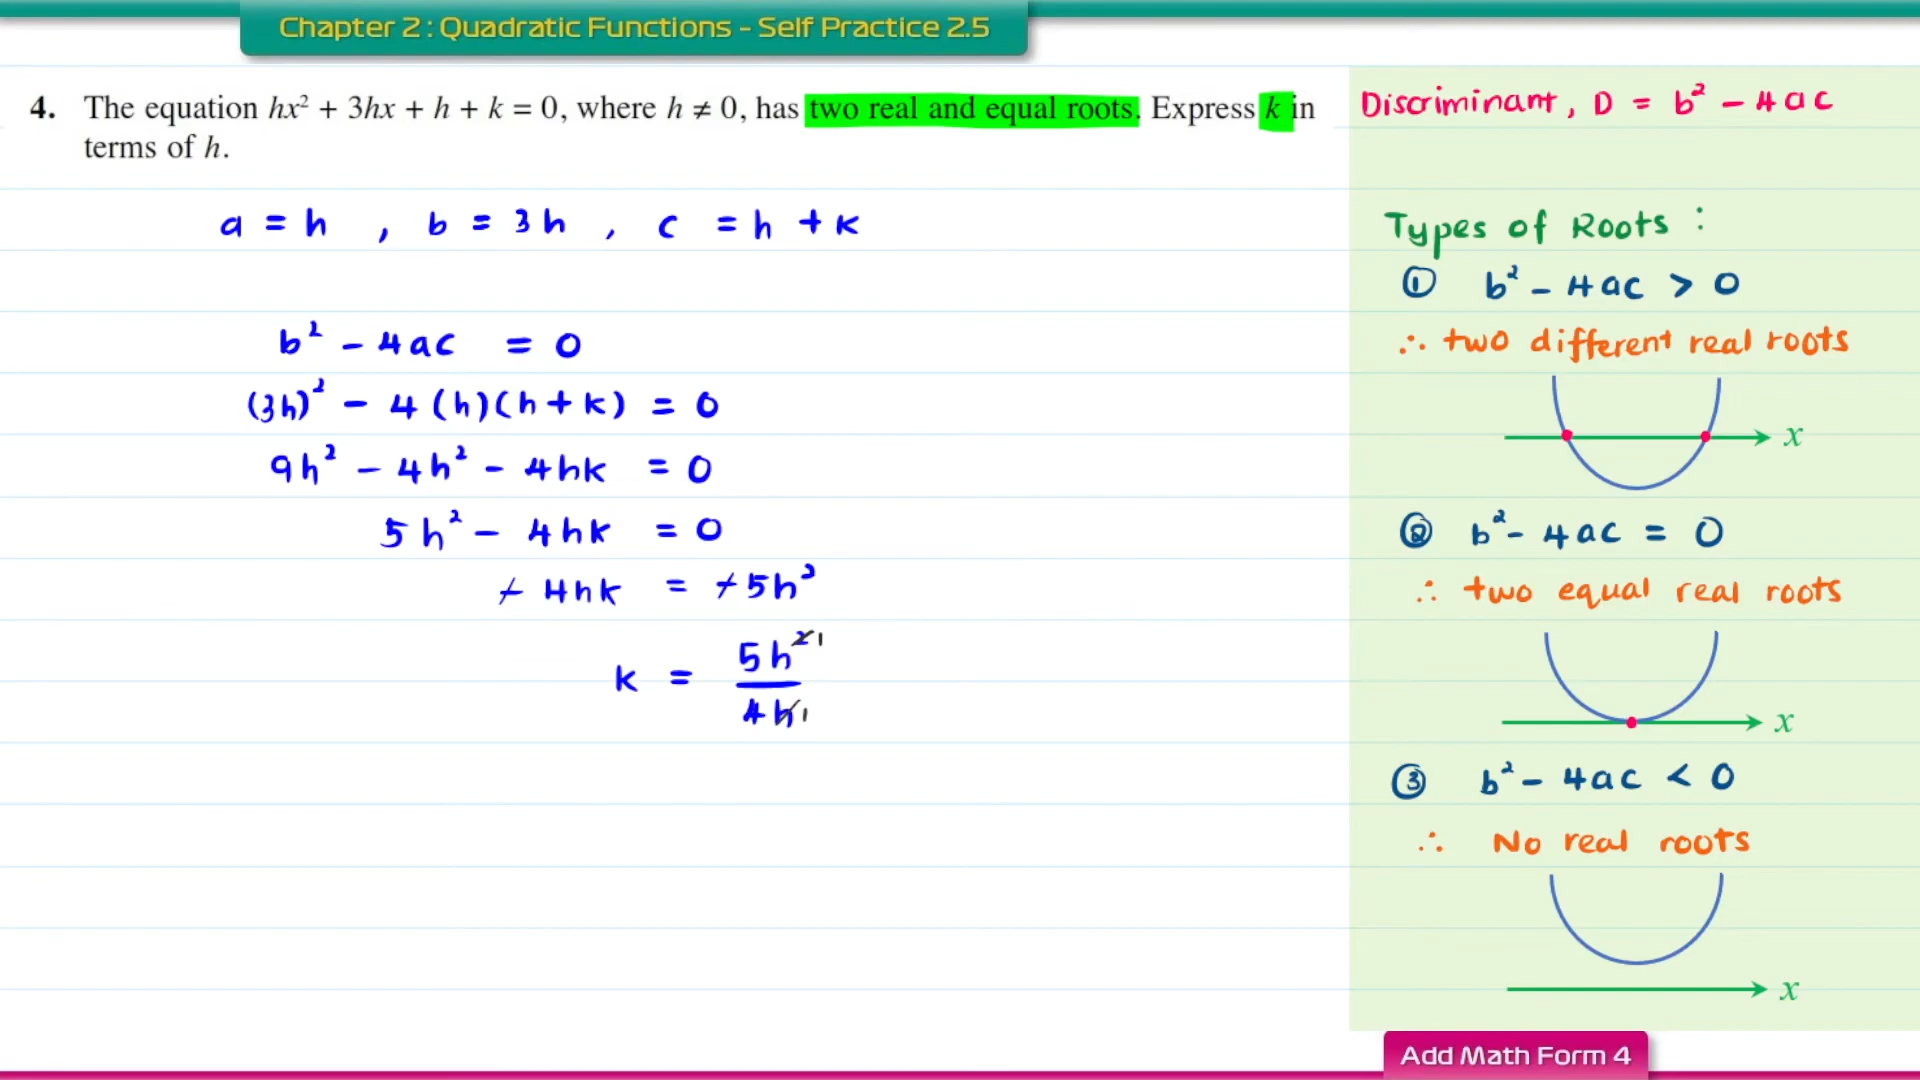 Chapter 2 : Quadratic Functions - Self Practice 2.5
4. The equation hx² + 3hx + h + k = 0, where h ≠ 0, has two real and equal roots. Express k in
terms of h.
a = h , b = 3h , c = h + k
b² - 4ac = 0
(3h)² - 4(h)(h+k) = 0
9h² - 4h² - 4hk = 0
5h² - 4hk = 0
- 4hk = - 5h²
k = 5h² 1
4h 1
Discriminant, D = b² - 4ac
Types of Roots :
① b² - 4ac > 0
∴ two different real roots
x
② b² - 4ac = 0
∴ two equal real roots
x
③ b² - 4ac < 0
∴ No real roots
x
Add Math Form 4